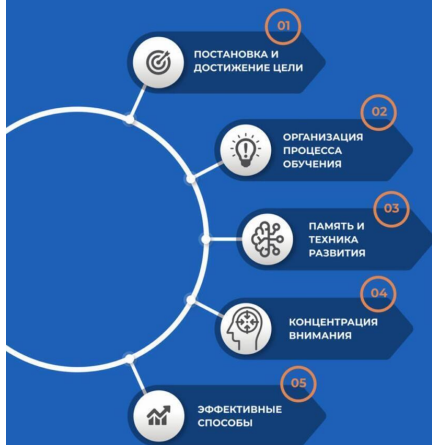 01
ПОСТАНОВКА И
ДОСТИЖЕНИЕ ЦЕЛИ
02
ОРГАНИЗАЦИЯ
ПРОЦЕССА
ОБУЧЕНИЯ
03
ПАМЯТЬ И
ТЕХНИКА
РАЗВИТИЯ
04
КОНЦЕНТРАЦИЯ
ВНИМАНИЯ
05
ЭФФЕКТИВНЫЕ
СПОСОБЫ